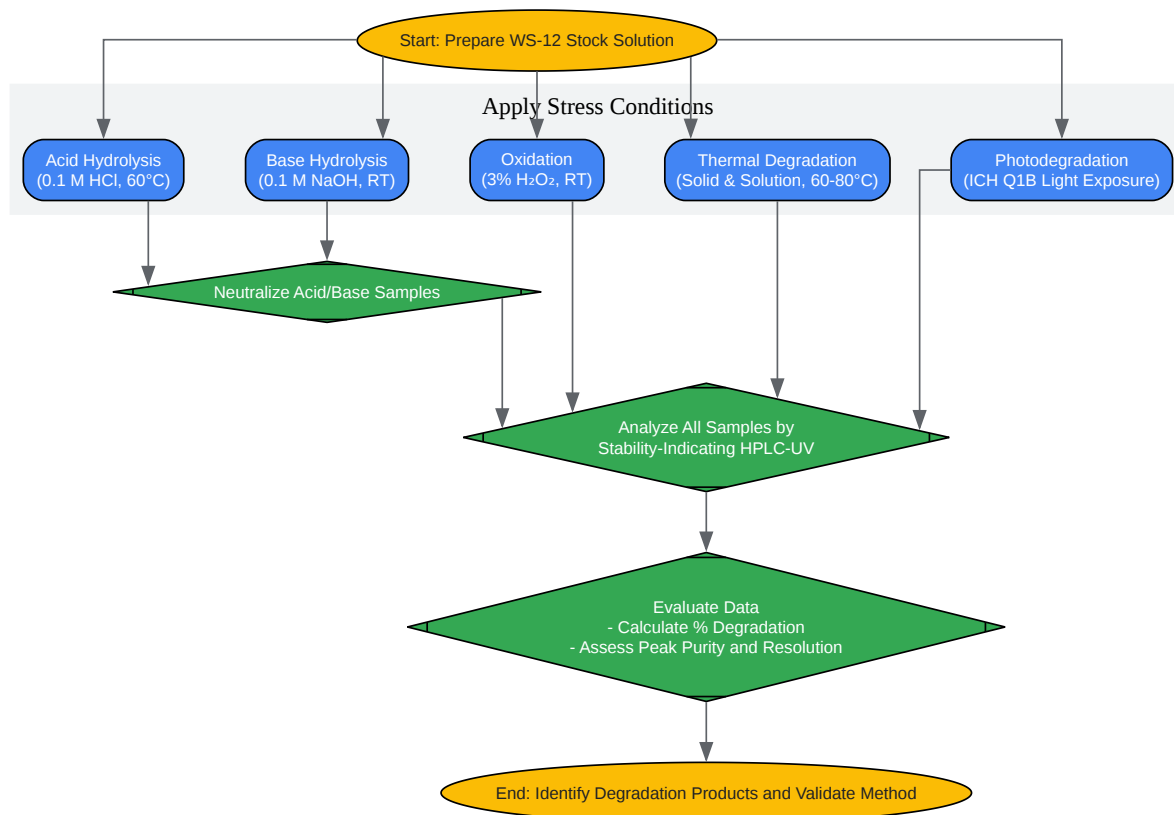 Start: Prepare WS-12 Stock Solution
Apply Stress Conditions
Acid Hydrolysis
(0.1 M HCl, 60°C)
Base Hydrolysis
(0.1 M NaOH, RT)
Oxidation
(3% H₂O₂, RT)
Thermal Degradation
(Solid & Solution, 60-80°C)
Photodegradation
(ICH Q1B Light Exposure)
Neutralize Acid/Base Samples
Analyze All Samples by
Stability-Indicating HPLC-UV
Evaluate Data
- Calculate % Degradation
- Assess Peak Purity and Resolution
End: Identify Degradation Products and Validate Method